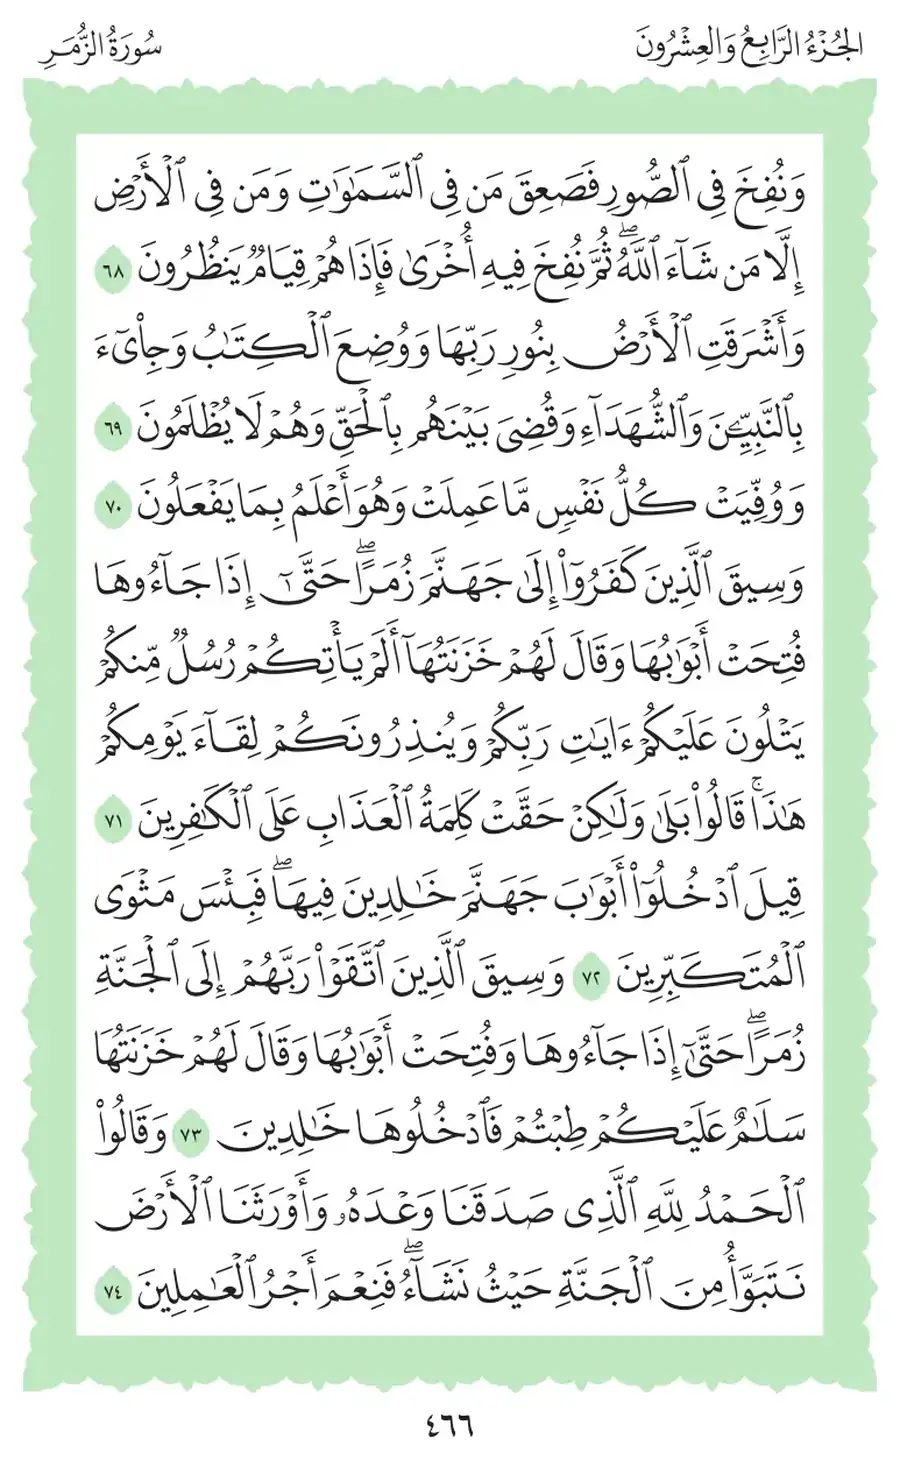 الجُزْءُ الرَّابِعُ وَالعِشْرُونَ
سُورَةُ الزُّمَرِ
وَنُفِخَ فِي ٱلصُّورِ فَصَعِقَ مَن فِي ٱلسَّمَٰوَٰتِ وَمَن فِي ٱلْأَرْضِ
إِلَّا مَن شَآءَ ٱللَّهُ ۖ ثُمَّ نُفِخَ فِيهِ أُخْرَىٰ فَإِذَا هُمْ قِيَامٌ يَنظُرُونَ ٦٨
وَأَشْرَقَتِ ٱلْأَرْضُ بِنُورِ رَبِّهَا وَوُضِعَ ٱلْكِتَٰبُ وَجِا۟ىٓءَ
بِٱلنَّبِيِّـۧنَ وَٱلشُّهَدَآءِ وَقُضِيَ بَيْنَهُم بِٱلْحَقِّ وَهُمْ لَا يُظْلَمُونَ ٦٩
وَوُفِّيَتْ كُلُّ نَفْسٍ مَّا عَمِلَتْ وَهُوَ أَعْلَمُ بِمَا يَفْعَلُونَ ٧٠
وَسِيقَ ٱلَّذِينَ كَفَرُوٓا۟ إِلَىٰ جَهَنَّمَ زُمَرًا ۖ حَتَّىٰٓ إِذَا جَآءُوهَا
فُتِحَتْ أَبْوَٰبُهَا وَقَالَ لَهُمْ خَزَنَتُهَآ أَلَمْ يَأْتِكُمْ رُسُلٌ مِّنكُمْ
يَتْلُونَ عَلَيْكُمْ ءَايَٰتِ رَبِّكُمْ وَيُنذِرُونَكُمْ لِقَآءَ يَوْمِكُمْ
هَٰذَا ۚ قَالُوا۟ بَلَىٰ وَلَٰكِنْ حَقَّتْ كَلِمَةُ ٱلْعَذَابِ عَلَى ٱلْكَٰفِرِينَ ٧١
قِيلَ ٱدْخُلُوٓا۟ أَبْوَٰبَ جَهَنَّمَ خَٰلِدِينَ فِيهَا ۖ فَبِئْسَ مَثْوَى
ٱلْمُتَكَبِّرِينَ ٧٢ وَسِيقَ ٱلَّذِينَ ٱتَّقَوْا۟ رَبَّهُمْ إِلَى ٱلْجَنَّةِ
زُمَرًا ۖ حَتَّىٰٓ إِذَا جَآءُوهَا وَفُتِحَتْ أَبْوَٰبُهَا وَقَالَ لَهُمْ خَزَنَتُهَا
سَلَٰمٌ عَلَيْكُمْ طِبْتُمْ فَٱدْخُلُوهَا خَٰلِدِينَ ٧٣ وَقَالُوا۟
ٱلْحَمْدُ لِلَّهِ ٱلَّذِي صَدَقَنَا وَعْدَهُۥ وَأَوْرَثَنَا ٱلْأَرْضَ
نَتَبَوَّأُ مِنَ ٱلْجَنَّةِ حَيْثُ نَشَآءُ ۖ فَنِعْمَ أَجْرُ ٱلْعَٰمِلِينَ ٧٤
٤٦٦